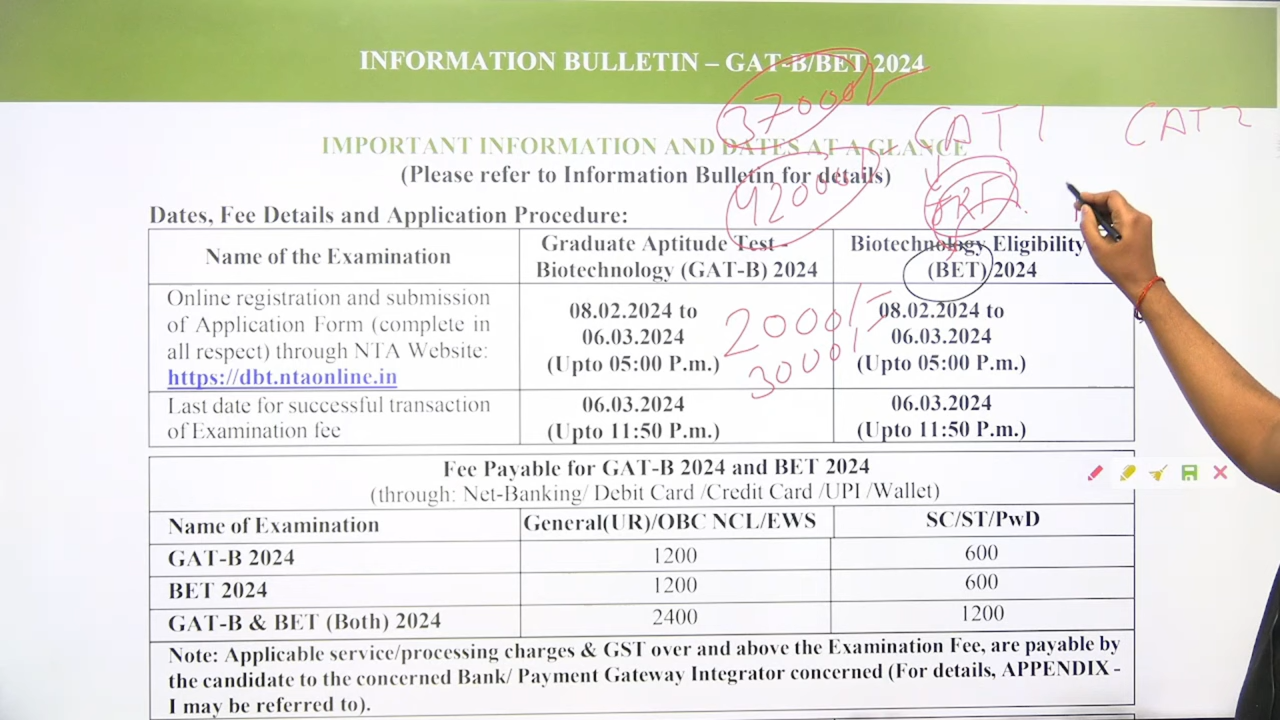 INFORMATION BULLETIN – GAT-B/BET 2024
37000/-
CAT 1 CAT 2
IMPORTANT INFORMATION AND DATES AT A GLANCE
(Please refer to Information Bulletin for details)
42000/-
Dates, Fee Details and Application Procedure:
Name of the Examination
Graduate Aptitude Test - Biotechnology (GAT-B) 2024
Biotechnology Eligibility (BET) 2024
Online registration and submission
of Application Form (complete in
all respect) through NTA Website:
https://dbt.ntaonline.in
08.02.2024 to
06.03.2024
(Upto 05:00 P.m.)
2000/-
3000/-
08.02.2024 to
06.03.2024
(Upto 05:00 P.m.)
Last date for successful transaction
of Examination fee
06.03.2024
(Upto 11:50 P.m.)
06.03.2024
(Upto 11:50 P.m.)
Fee Payable for GAT-B 2024 and BET 2024
(through: Net-Banking/ Debit Card /Credit Card /UPI /Wallet)
Name of Examination General(UR)/OBC NCL/EWS SC/ST/PwD
GAT-B 2024 1200 600
BET 2024 1200 600
GAT-B & BET (Both) 2024 2400 1200
Note: Applicable service/processing charges & GST over and above the Examination Fee, are payable by
the candidate to the concerned Bank/ Payment Gateway Integrator concerned (For details, APPENDIX -
I may be referred to).